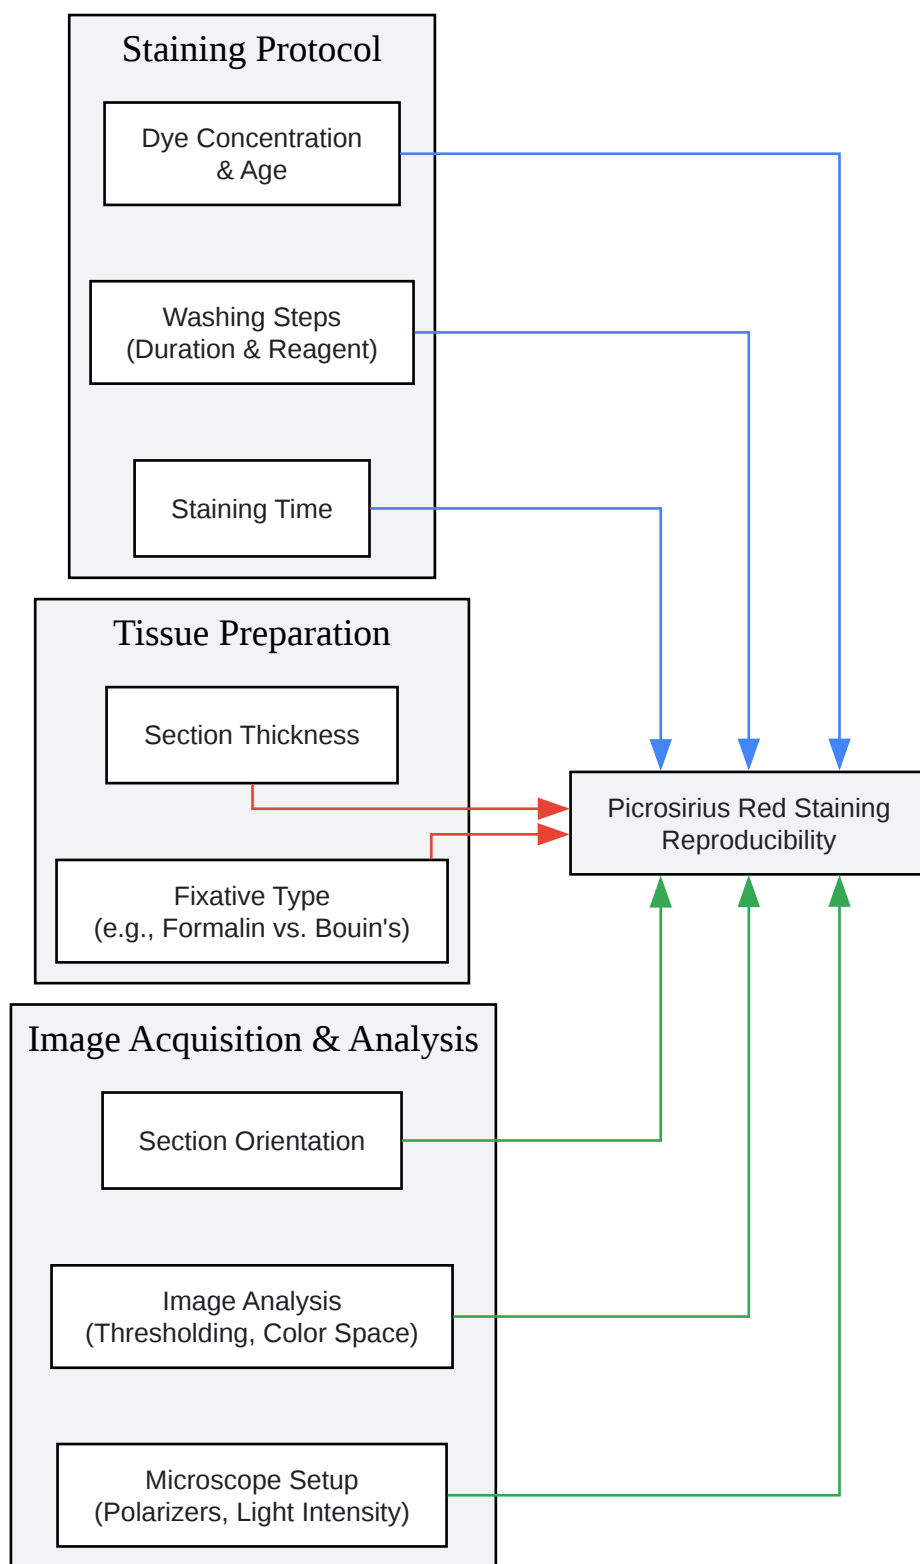 Staining Protocol
Dye Concentration
& Age
Washing Steps
(Duration & Reagent)
Staining Time
Tissue Preparation
Section Thickness
Fixative Type
(e.g., Formalin vs. Bouin's)
Picrosirius Red Staining
Reproducibility
Image Acquisition & Analysis
Section Orientation
Image Analysis
(Thresholding, Color Space)
Microscope Setup
(Polarizers, Light Intensity)